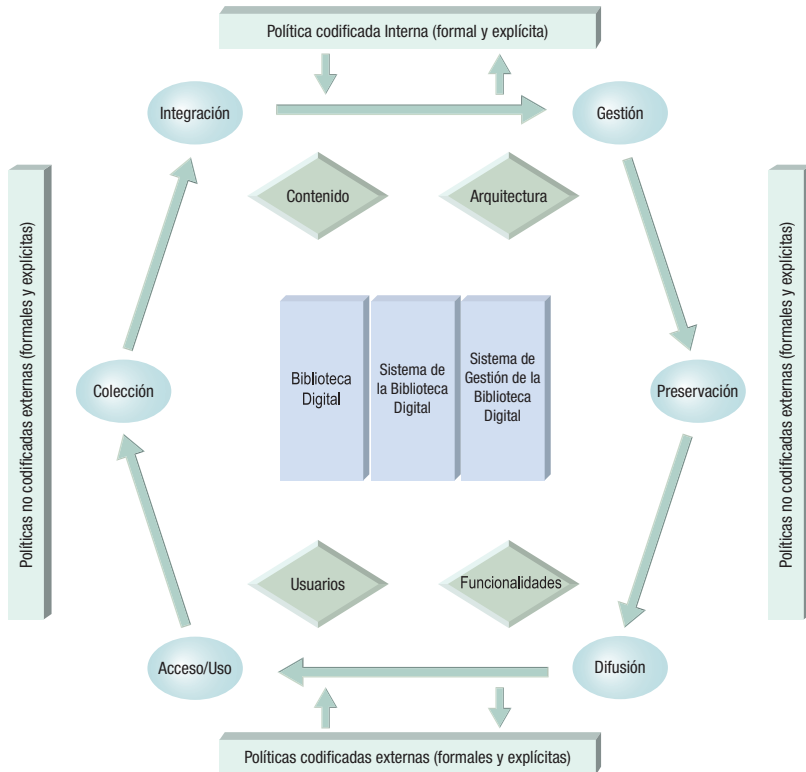 Política codificada Interna (formal y explícita)
Integración
Gestión
Contenido
Arquitectura
Políticas no codificadas externas (formales y explícitas)
Políticas no codificadas externas (formales y explícitas)
Biblioteca
Digital
Sistema de
la Biblioteca
Digital
Sistema de
Gestión de la
Biblioteca
Digital
Colección
Preservación
Usuarios
Funcionalidades
Acceso/Uso
Difusión
Políticas codificadas externas (formales y explícitas)